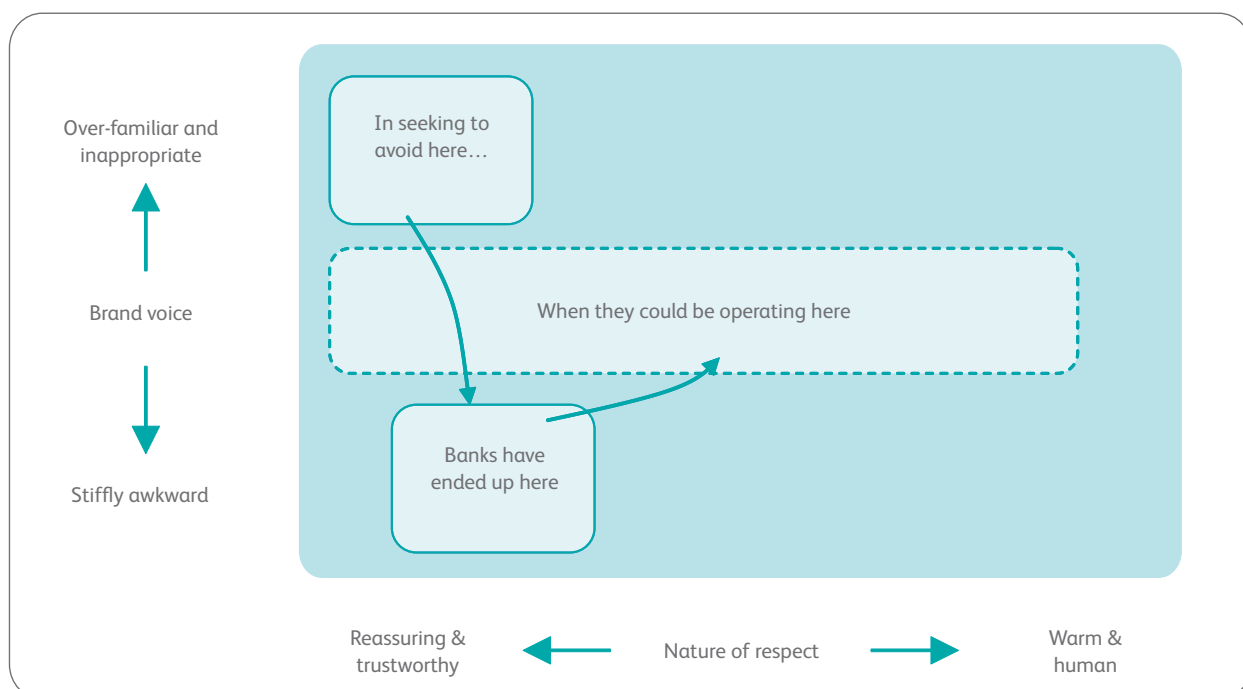 Over-familiar and
inappropriate
Brand voice
Stiffly awkward
In seeking to
avoid here…
When they could be operating here
Banks have
ended up here
Reassuring &
trustworthy
Nature of respect
Warm &
human